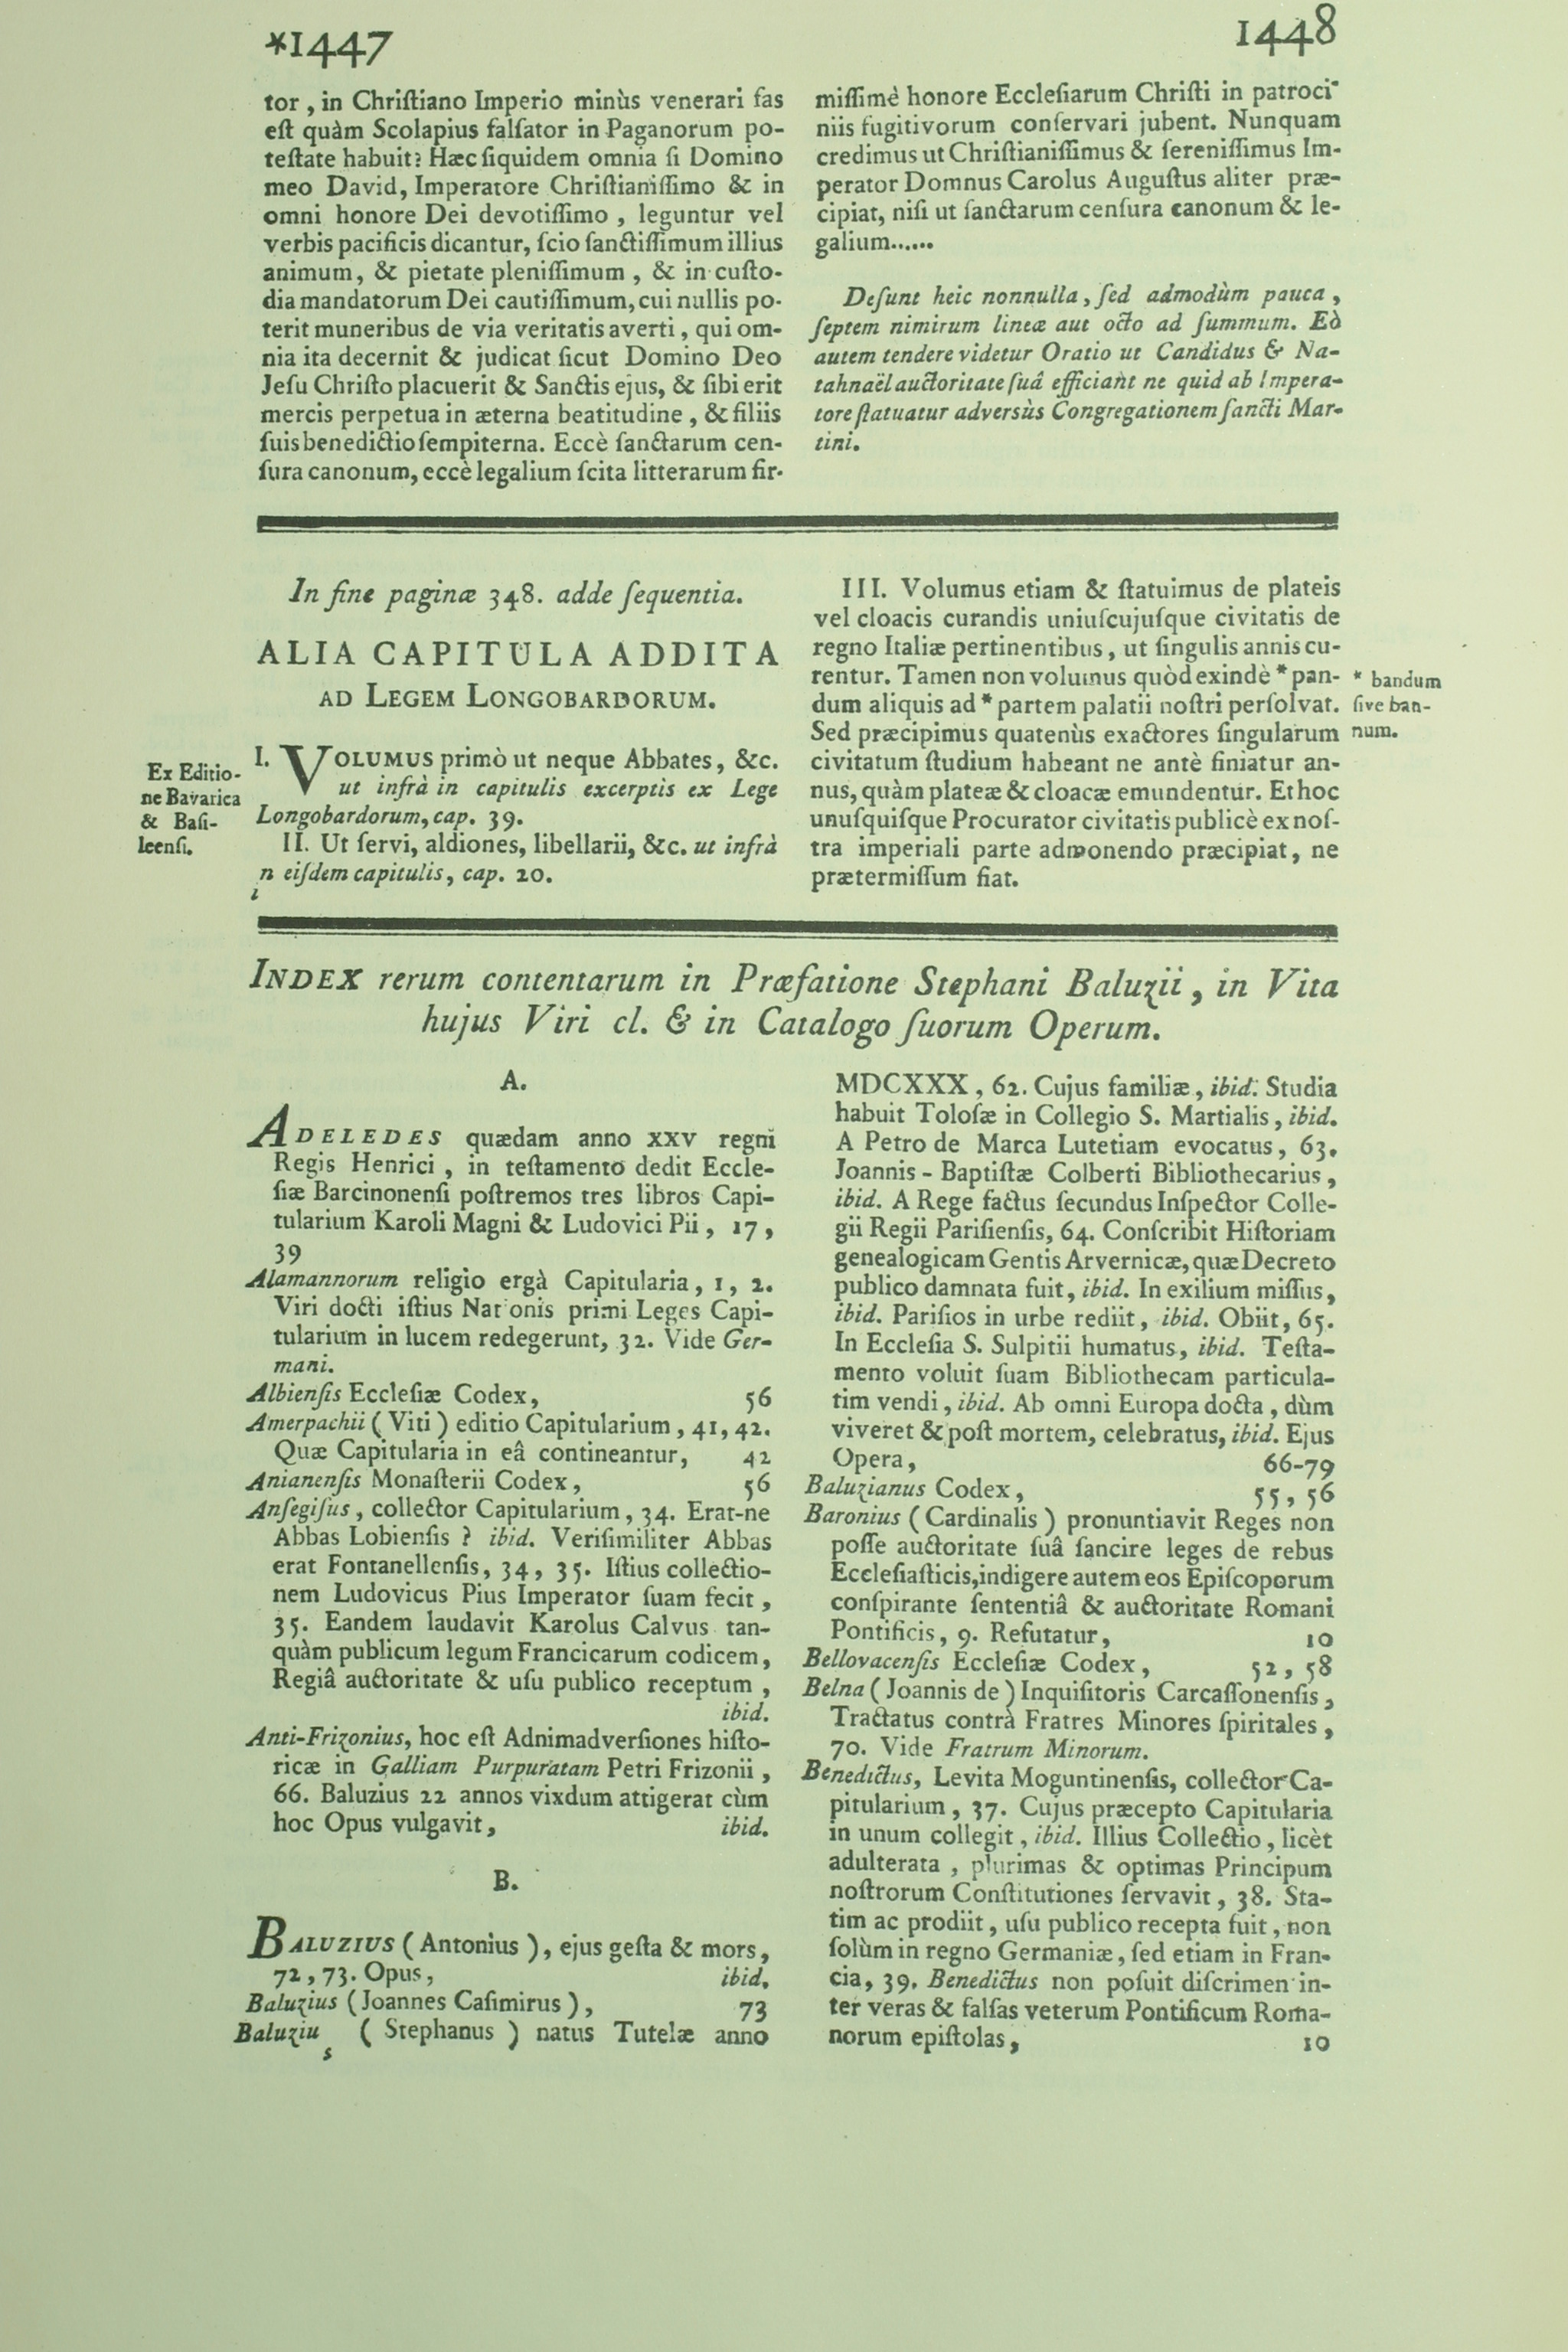 *1447
tor, in Chriſtiano Imperio minùs venerari fas
eſt quàm Scolapius falſator in Paganorum po-
teſtate habuit? Hæc ſiquidem omnia ſi Domino
meo David, Imperatore Chriſtianiſſimo & in
omni honore Dei devotiſſimo, leguntur vel
verbis pacificis dicantur, ſcio ſanctiſſimum illius
animum, & pietate pleniſſimum, & in cuſto-
dia mandatorum Dei cautiſſimum, cui nullis po-
terit muneribus de via veritatis averti, qui om-
nia ita decernit & judicat ſicut Domino Deo
Jeſu Chriſto placuerit & Sanctis ejus, & ſibi erit
mercis perpetua in æterna beatitudine, & filiis
ſuis benedictio ſempiterna. Eccè ſanctarum cen-
ſura canonum, eccè legalium ſcita litterarum fir-
1448
miſſimè honore Eccleſiarum Chriſti in patroci-
niis fugitivorum conſervari jubent. Nunquam
credimus ut Chriſtianiſſimus & ſereniſſimus Im-
perator Domnus Carolus Auguſtus aliter præ-
cipiat, niſi ut ſanctarum cenſura canonum & le-
galium......
Deſunt heic nonnulla, ſed admodùm pauca,
ſeptem nimirum lineæ aut octo ad ſummum. Eò
autem tendere videtur Oratio ut Candidus & Na-
tahnaël auctoritate ſuâ efficiant ne quid ab Impera-
tore ſtatuatur adversùs Congregationem ſancti Mar-
tini.
In fine paginæ 348. adde ſequentia.
ALIA CAPITULA ADDITA
AD LEGEM LONGOBARDORUM.
Ex Editio-
ne Bavarica
& Baſi-
leenſi.
I. VOLUMUS primò ut neque Abbates, &c.
ut infrà in capitulis excerptis ex Lege
Longobardorum, cap. 39.
II. Ut ſervi, aldiones, libellarii, &c. ut infrà
n eiſdem capitulis, cap. 20.
i
III. Volumus etiam & ſtatuimus de plateis
vel cloacis curandis uniuſcujuſque civitatis de
regno Italiæ pertinentibus, ut ſingulis annis cu-
rentur. Tamen non volumus quòd exindè * pan-
dum aliquis ad * partem palatii noſtri perſolvat.
Sed præcipimus quatenùs exactores ſingularum
civitatum ſtudium habeant ne antè finiatur an-
nus, quàm plateæ & cloacæ emundentur. Et hoc
unuſquiſque Procurator civitatis publicè ex noſ-
tra imperiali parte admonendo præcipiat, ne
prætermiſſum fiat.
* bandum
ſive ban-
num.
INDEX rerum contentarum in Præfatione Stephani Baluzii, in Vita
hujus Viri cl. & in Catalogo ſuorum Operum.
A.
ADELEDES quædam anno XXV regni
Regis Henrici, in teſtamento dedit Eccle-
ſiæ Barcinonenſi poſtremos tres libros Capi-
tularium Karoli Magni & Ludovici Pii, 17,
39
Alamannorum religio ergà Capitularia, 1, 2.
Viri docti iſtius Nat onis primi Leges Capi-
tularium in lucem redegerunt, 32. Vide Ger-
mani.
Albienſis Eccleſiæ Codex, 56
Amerpachii (Viti) editio Capitularium, 41, 42.
Quæ Capitularia in eâ contineantur, 42
Anianenſis Monaſterii Codex, 56
Anſegiſus, collector Capitularium, 34. Erat-ne
Abbas Lobienſis? ibid. Veriſimiliter Abbas
erat Fontanellenſis, 34, 35. Iſtius collectio-
nem Ludovicus Pius Imperator ſuam fecit,
35. Eandem laudavit Karolus Calvus tan-
quàm publicum legum Francicarum codicem,
Regiâ auctoritate & uſu publico receptum,
ibid.
Anti-Frizonius, hoc eſt Adnimadverſiones hiſto-
ricæ in Galliam Purpuratam Petri Frizonii,
66. Baluzius 22 annos vixdum attigerat cùm
hoc Opus vulgavit, ibid.
B.
BALUZIUS (Antonius), ejus geſta & mors,
72, 73. Opus, ibid.
Baluzius (Joannes Caſimirus), 73
Baluziu (Stephanus) natus Tutelæ anno
s
MDCXXX, 62. Cujus familiæ, ibid. Studia
habuit Toloſæ in Collegio S. Martialis, ibid.
A Petro de Marca Lutetiam evocatus, 63.
Joannis-Baptiſtæ Colberti Bibliothecarius,
ibid. A Rege factus ſecundus Inſpector Colle-
gii Regii Pariſienſis, 64. Conſcribit Hiſtoriam
genealogicam Gentis Arvernicæ, quæ Decreto
publico damnata fuit, ibid. In exilium miſſus,
ibid. Pariſios in urbe rediit, ibid. Obiit, 65.
In Eccleſia S. Sulpitii humatus, ibid. Teſta-
mento voluit ſuam Bibliothecam particula-
tim vendi, ibid. Ab omni Europa docta, dùm
viveret & poſt mortem, celebratus, ibid. Ejus
Opera, 66-79
Baluzianus Codex, 55, 56
Baronius (Cardinalis) pronuntiavit Reges non
poſſe auctoritate ſuâ ſancire leges de rebus
Eccleſiaſticis, indigere autem eos Epiſcoporum
conſpirante ſententiâ & auctoritate Romani
Pontificis, 9. Refutatur, 10
Bellovacenſis Eccleſiæ Codex, 52, 58
Belna (Joannis de) Inquiſitoris Carcaſſonenſis,
Tractatus contrà Fratres Minores ſpiritales,
70. Vide Fratrum Minorum.
Benedictus, Levita Moguntinenſis, collector Ca-
pitularium, 37. Cujus præcepto Capitularia
in unum collegit, ibid. Illius Collectio, licèt
adulterata, plurimas & optimas Principum
noſtrorum Conſtitutiones ſervavit, 38. Sta-
tim ac prodiit, uſu publico recepta fuit, non
ſolùm in regno Germaniæ, ſed etiam in Fran-
cia, 39. Benedictus non poſuit diſcrimen in-
ter veras & falſas veterum Pontificum Roma-
norum epiſtolas, 10